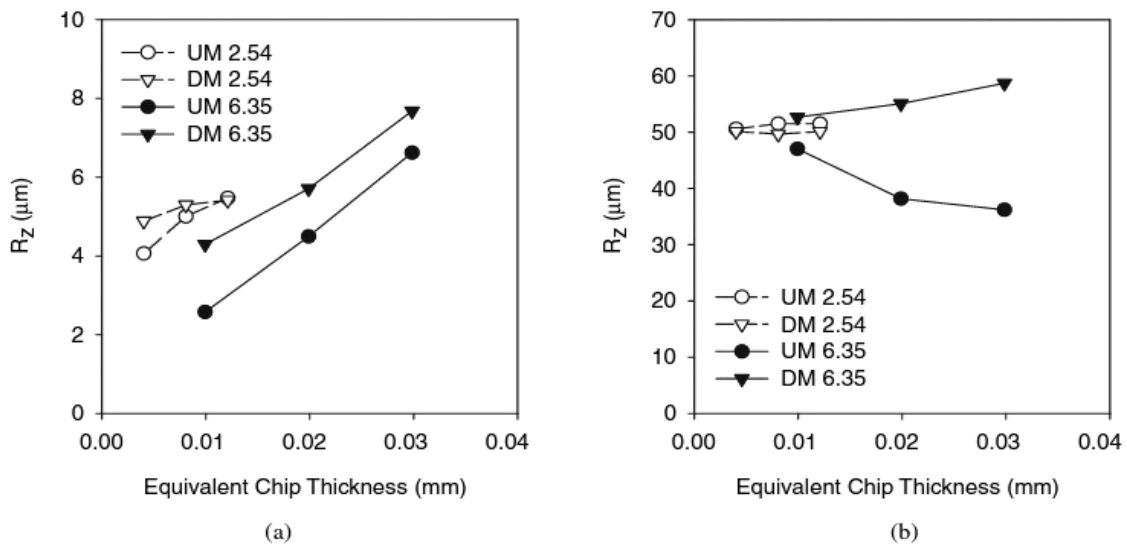 10
8
6
4
2
0
R_Z (μm)
UM 2.54
DM 2.54
UM 6.35
DM 6.35
0.00 0.01 0.02 0.03 0.04
Equivalent Chip Thickness (mm)
(a)
70
60
50
40
30
20
10
0
R_Z (μm)
UM 2.54
DM 2.54
UM 6.35
DM 6.35
0.00 0.01 0.02 0.03 0.04
Equivalent Chip Thickness (mm)
(b)